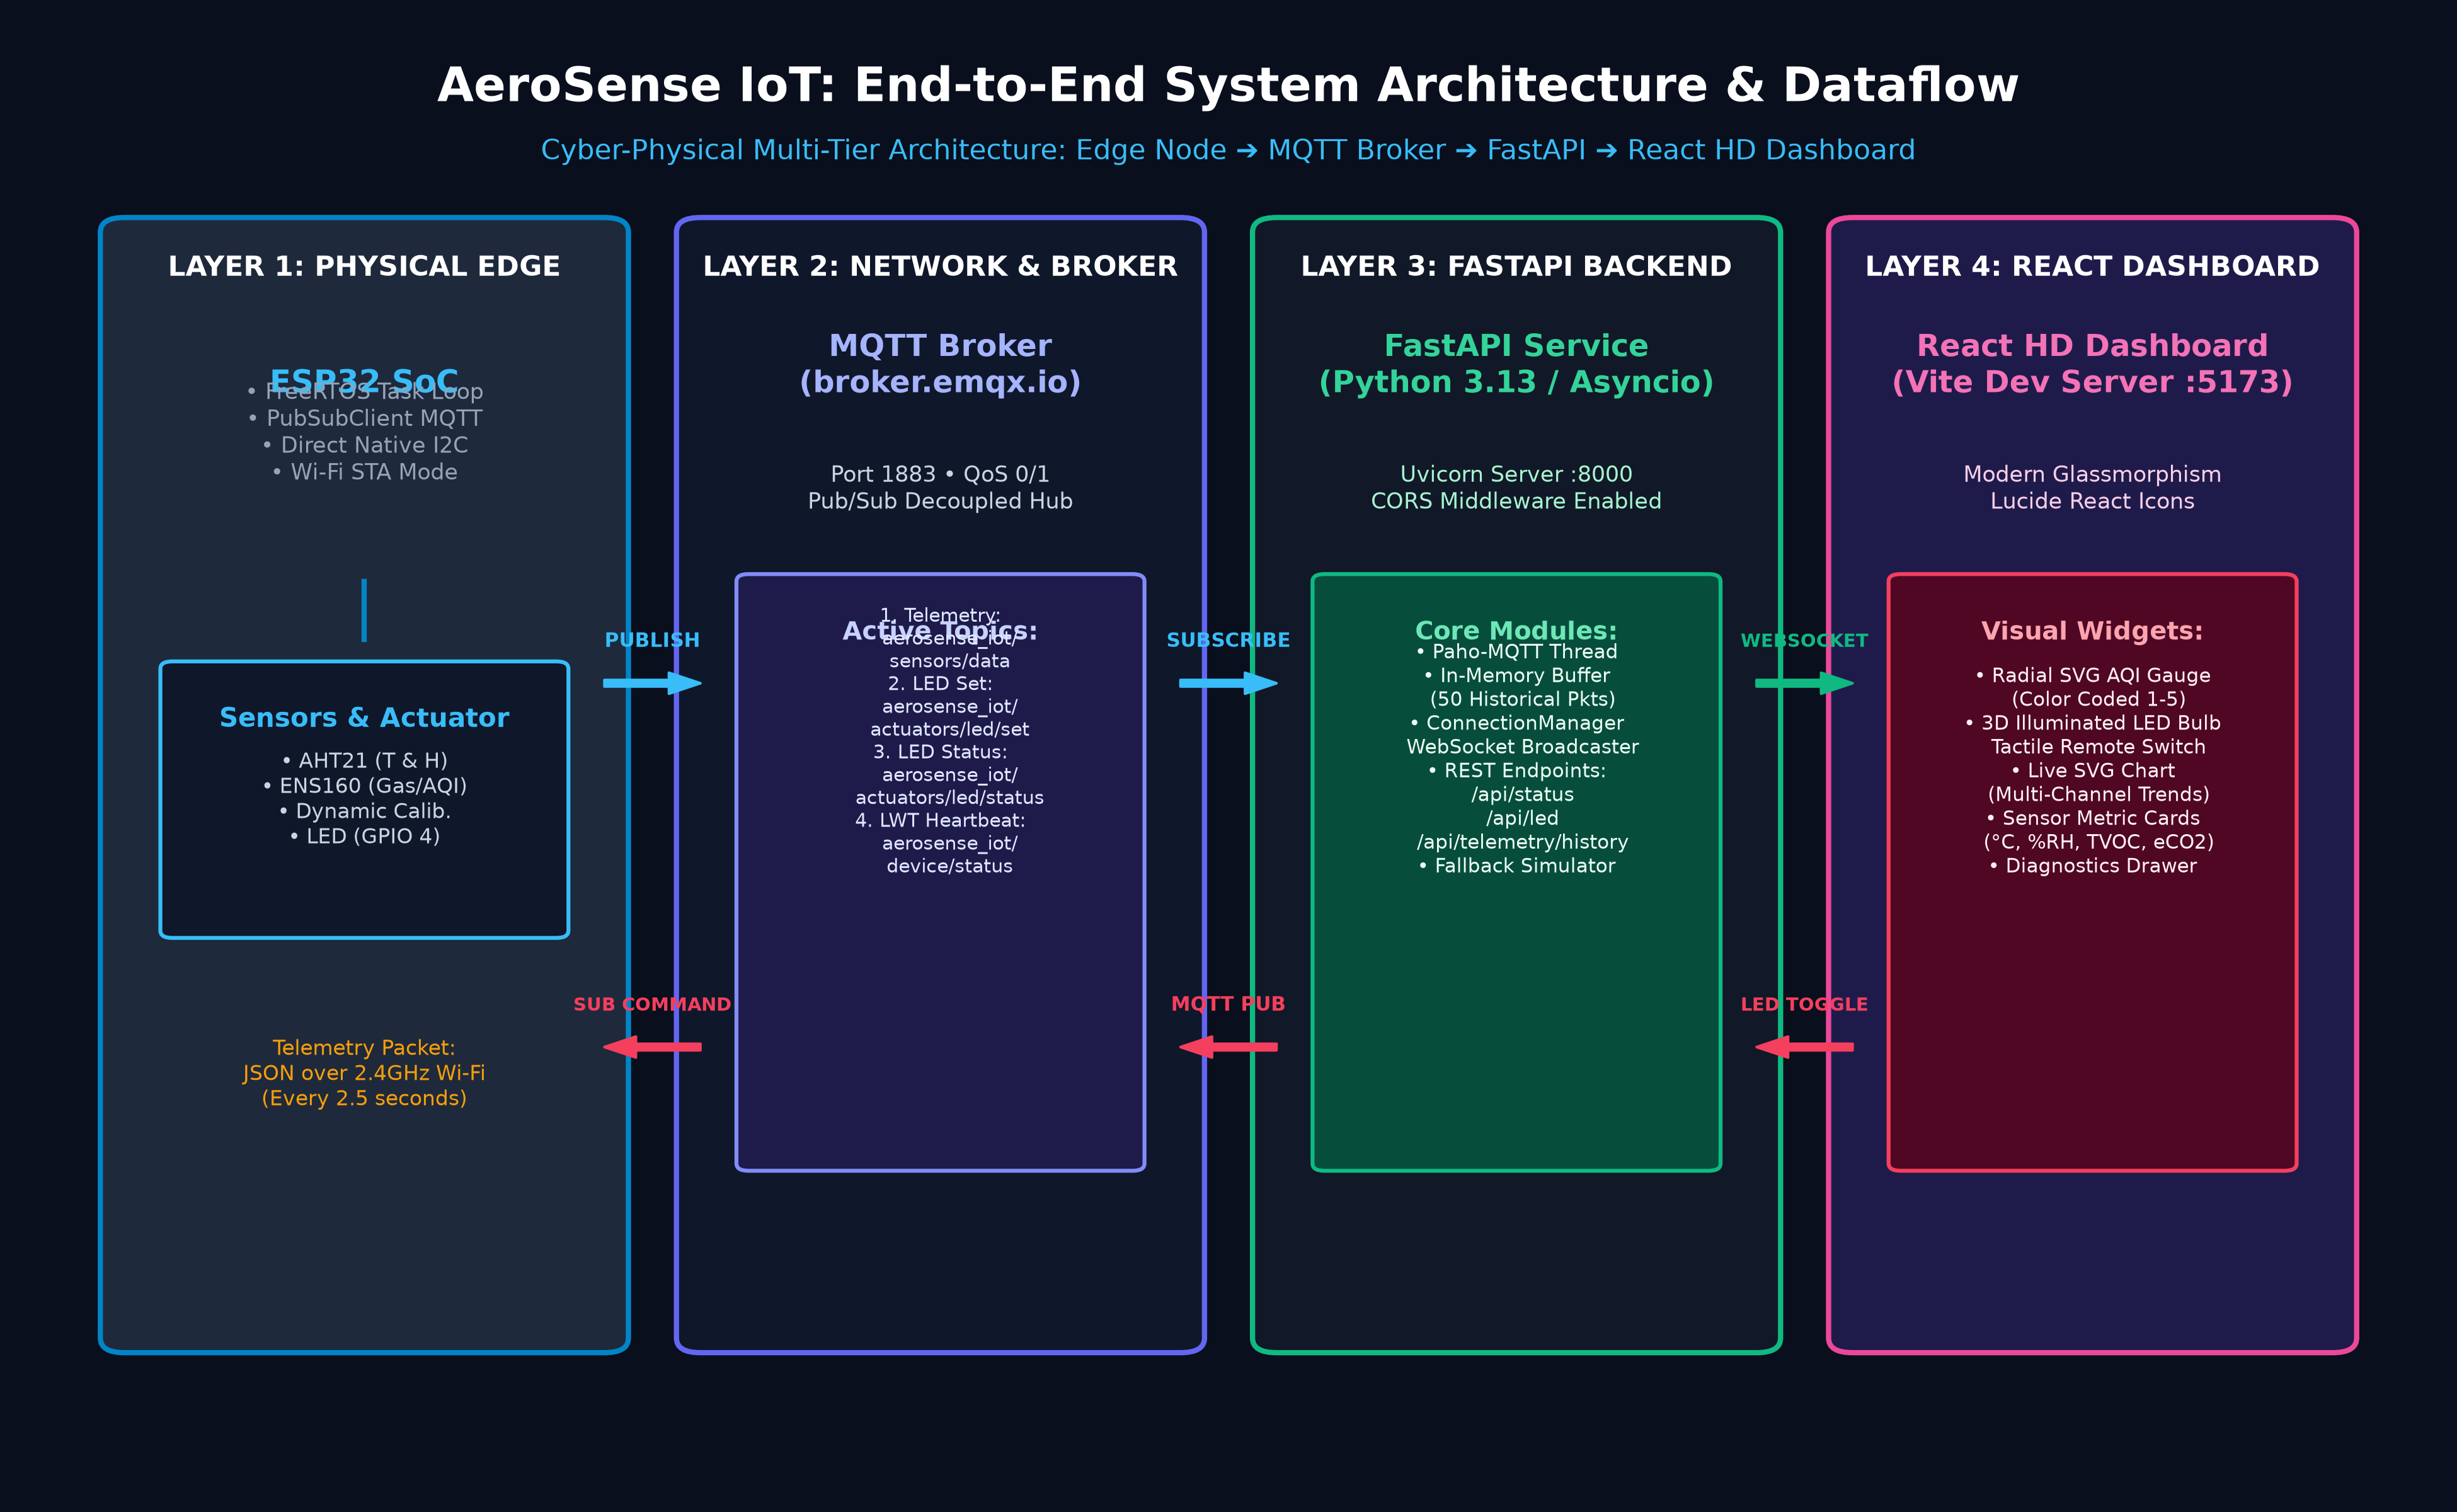 AeroSense IoT: End-to-End System Architecture & Dataflow
Cyber-Physical Multi-Tier Architecture: Edge Node ➔ MQTT Broker ➔ FastAPI ➔ React HD Dashboard
LAYER 1: PHYSICAL EDGE
ESP32 SoC
• FreeRTOS Task Loop
• PubSubClient MQTT
• Direct Native I2C
• Wi-Fi STA Mode
Sensors & Actuator
• AHT21 (T & H)
• ENS160 (Gas/AQI)
• Dynamic Calib.
• LED (GPIO 4)
Telemetry Packet:
JSON over 2.4GHz Wi-Fi
(Every 2.5 seconds)
PUBLISH
SUB COMMAND
LAYER 2: NETWORK & BROKER
MQTT Broker
(broker.emqx.io)
Port 1883 • QoS 0/1
Pub/Sub Decoupled Hub
Active Topics:
1. Telemetry:
aerosense_iot/
sensors/data
2. LED Set:
aerosense_iot/
actuators/led/set
3. LED Status:
aerosense_iot/
actuators/led/status
4. LWT Heartbeat:
aerosense_iot/
device/status
SUBSCRIBE
MQTT PUB
LAYER 3: FASTAPI BACKEND
FastAPI Service
(Python 3.13 / Asyncio)
Uvicorn Server :8000
CORS Middleware Enabled
Core Modules:
• Paho-MQTT Thread
• In-Memory Buffer
(50 Historical Pkts)
• ConnectionManager
WebSocket Broadcaster
• REST Endpoints:
/api/status
/api/led
/api/telemetry/history
• Fallback Simulator
WEBSOCKET
LED TOGGLE
LAYER 4: REACT DASHBOARD
React HD Dashboard
(Vite Dev Server :5173)
Modern Glassmorphism
Lucide React Icons
Visual Widgets:
• Radial SVG AQI Gauge
(Color Coded 1-5)
• 3D Illuminated LED Bulb
Tactile Remote Switch
• Live SVG Chart
(Multi-Channel Trends)
• Sensor Metric Cards
(°C, %RH, TVOC, eCO2)
• Diagnostics Drawer